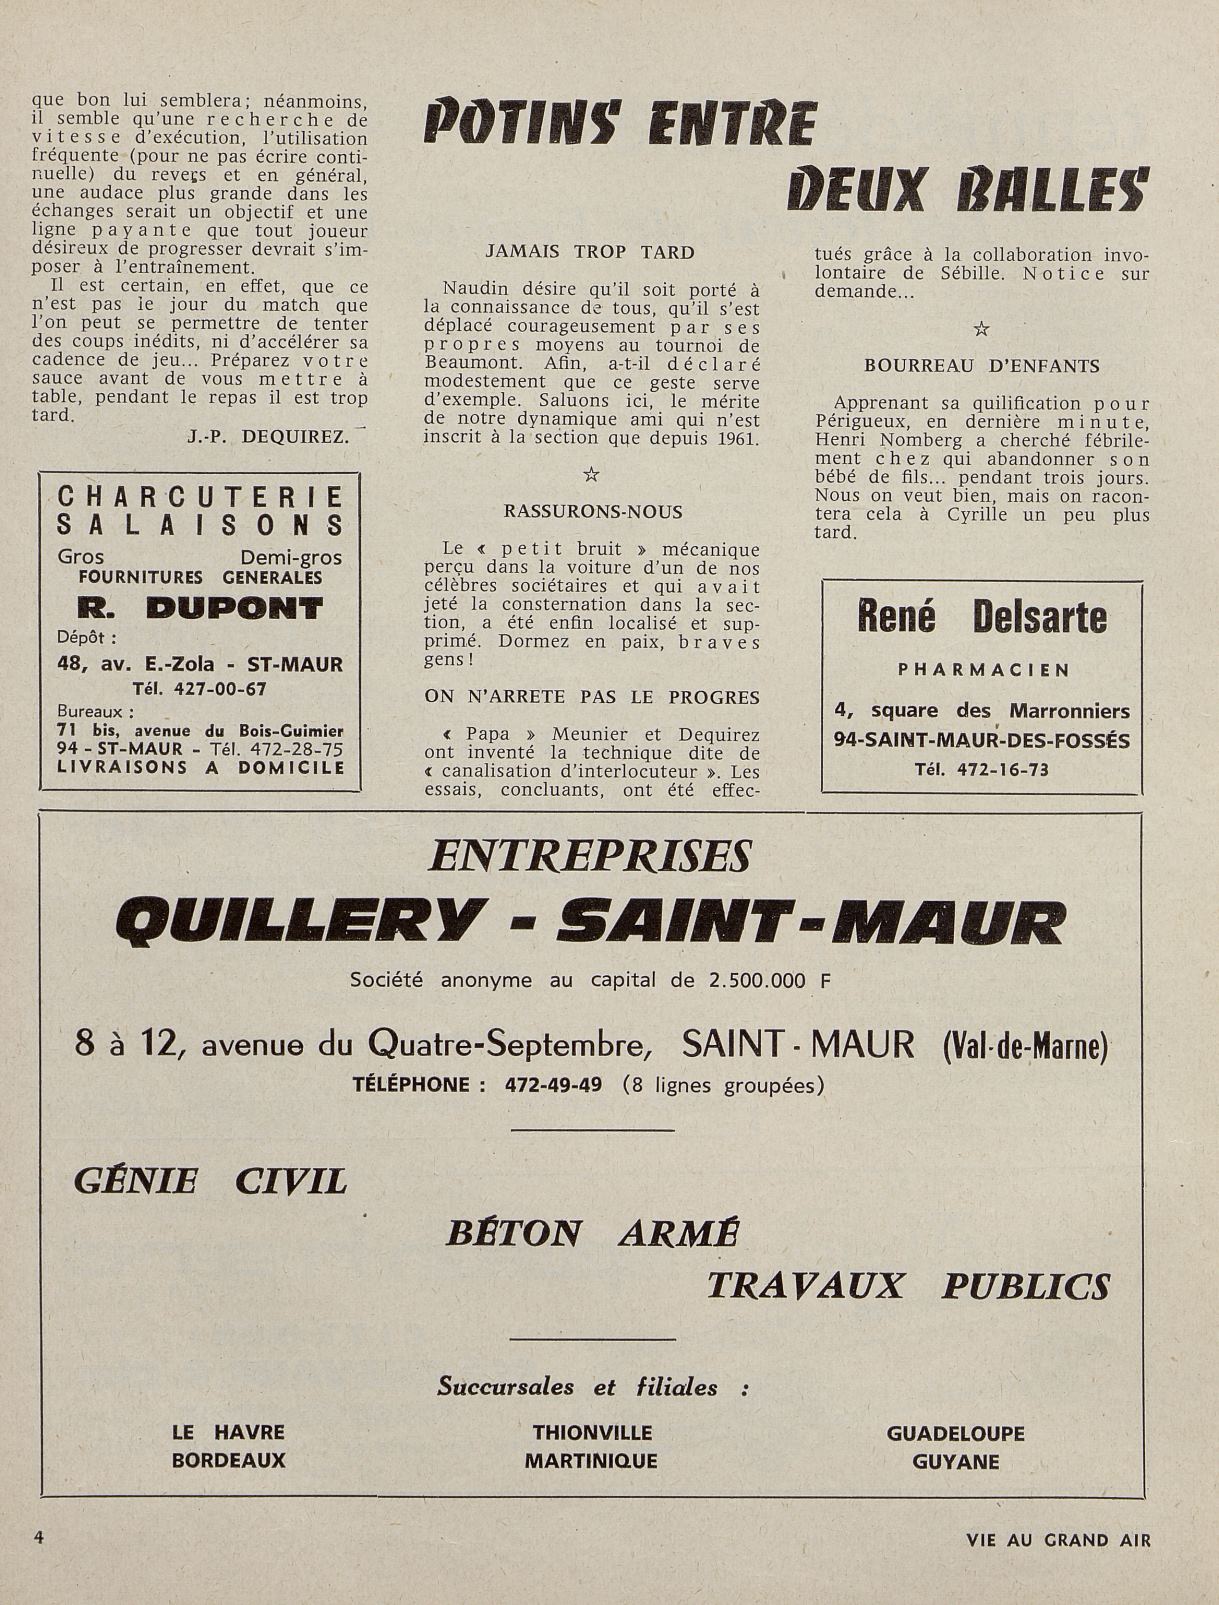 que bon lui semblera; néanmoins,
il semble qu'une recherche de
vitesse d'exécution, l'utilisation
fréquente (pour ne pas écrire conti-
nuelle) du revers et en général,
une audace plus grande dans les
échanges serait un objectif et une
ligne payante que tout joueur
désireux de progresser devrait s'im-
poser à l'entraînement.
Il est certain, en effet, que ce
n'est pas le jour du match que
l'on peut se permettre de tenter
des coups inédits, ni d'accélérer sa
cadence de jeu... Préparez votre
sauce avant de vous mettre à
table, pendant le repas il est trop
tard.
J.-P. DEQUIREZ.
CHARCUTERIE
SALAISONS
Gros Demi-gros
FOURNITURES GENERALES
R. DUPONT
Dépôt :
48, av. E.-Zola - ST-MAUR
Tél. 427-00-67
Bureaux :
71 bis, avenue du Bois-Guimier
94 - ST-MAUR - Tél. 472-28-75
LIVRAISONS A DOMICILE
POTINS ENTRE
DEUX BALLES
JAMAIS TROP TARD
Naudin désire qu'il soit porté à
la connaissance de tous, qu'il s'est
déplacé courageusement par ses
propres moyens au tournoi de
Beaumont. Afin, a-t-il déclaré
modestement que ce geste serve
d'exemple. Saluons ici, le mérite
de notre dynamique ami qui n'est
inscrit à la section que depuis 1961.
☆
RASSURONS-NOUS
Le « petit bruit » mécanique
perçu dans la voiture d'un de nos
célèbres sociétaires et qui avait
jeté la consternation dans la sec-
tion, a été enfin localisé et sup-
primé. Dormez en paix, braves
gens !
ON N'ARRETE PAS LE PROGRES
« Papa » Meunier et Dequirez
ont inventé la technique dite de
« canalisation d'interlocuteur ». Les
essais, concluants, ont été effec-
tués grâce à la collaboration invo-
lontaire de Sébille. Notice sur
demande...
☆
BOURREAU D'ENFANTS
Apprenant sa quilification pour
Périgueux, en dernière minute,
Henri Nomberg a cherché fébrile-
ment chez qui abandonner son
bébé de fils... pendant trois jours.
Nous on veut bien, mais on racon-
tera cela à Cyrille un peu plus
tard.
René Delsarte
PHARMACIEN
4, square des Marronniers
94-SAINT-MAUR-DES-FOSSÉS
Tél. 472-16-73
ENTREPRISES
QUILLERY - SAINT-MAUR
Société anonyme au capital de 2.500.000 F
8 à 12, avenue du Quatre-Septembre, SAINT-MAUR (Val-de-Marne)
TÉLÉPHONE : 472-49-49 (8 lignes groupées)
GÉNIE CIVIL
BÉTON ARMÉ
TRAVAUX PUBLICS
Succursales et filiales :
LE HAVRE THIONVILLE GUADELOUPE
BORDEAUX MARTINIQUE GUYANE
4 VIE AU GRAND AIR